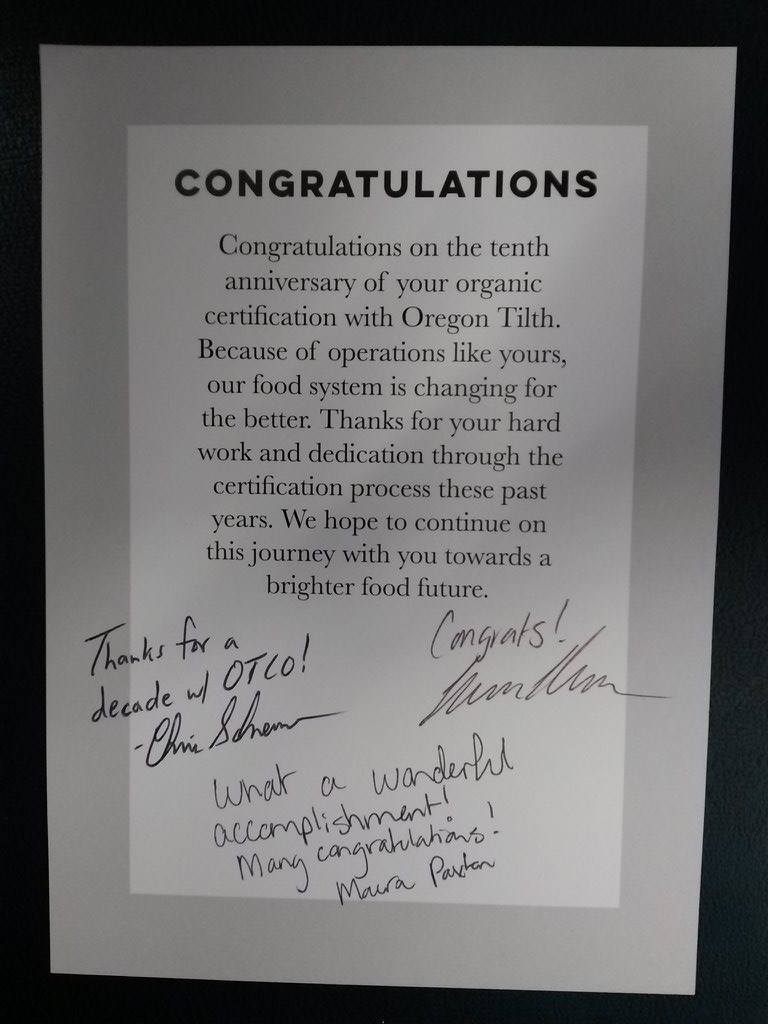 CONGRATULATIONS
Congratulations on the tenth
anniversary of your organic
certification with Oregon Tilth.
Because of operations like yours,
our food system is changing for
the better. Thanks for your hard
work and dedication through the
certification process these past
years. We hope to continue on
this journey with you towards a
brighter food future.
Thanks for a
decade w/ OTCO!
-Chris
Congrats!
What a wonderful
accomplishment!
Many congratulations!
Maura Paxton